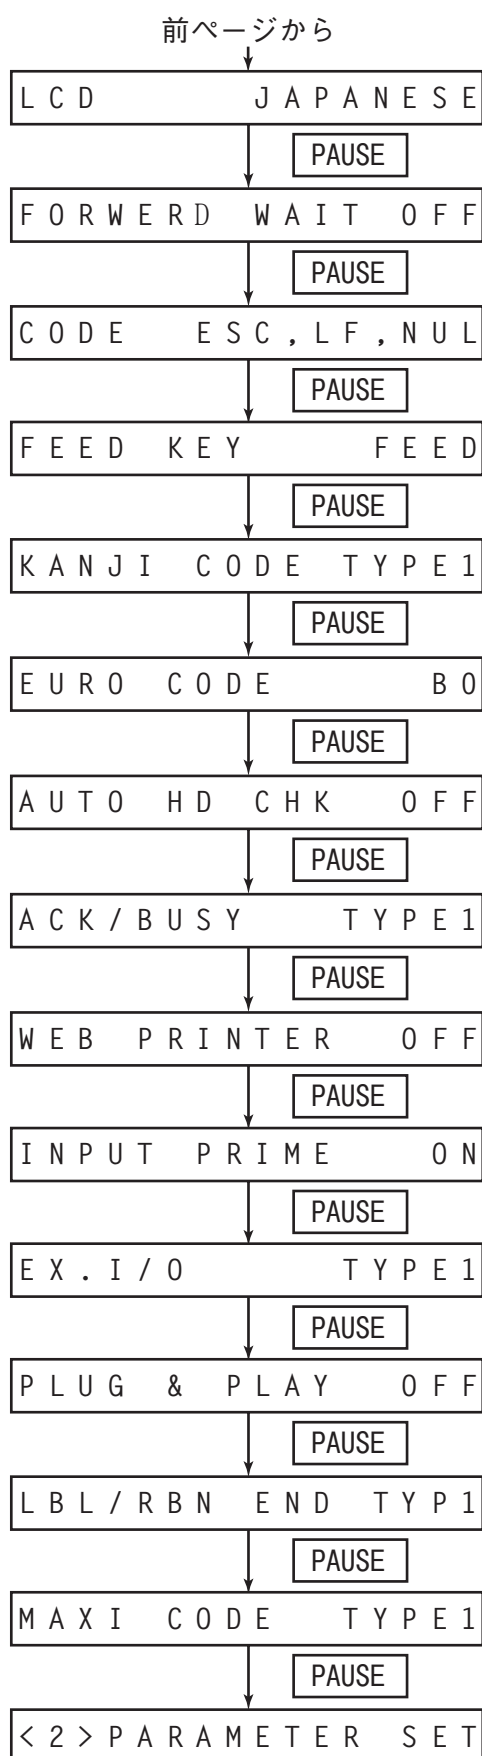 前ページから
LCD JAPANESE
PAUSE
FORWERD WAIT OFF
PAUSE
CODE ESC,LF,NUL
PAUSE
FEED KEY FEED
PAUSE
KANJI CODE TYPE1
PAUSE
EURO CODE B0
PAUSE
AUTO HD CHK OFF
PAUSE
ACK/BUSY TYPE1
PAUSE
WEB PRINTER OFF
PAUSE
INPUT PRIME ON
PAUSE
EX.I/O TYPE1
PAUSE
PLUG & PLAY OFF
PAUSE
LBL/RBN END TYP1
PAUSE
MAXI CODE TYPE1
PAUSE
<2>PARAMETER SET